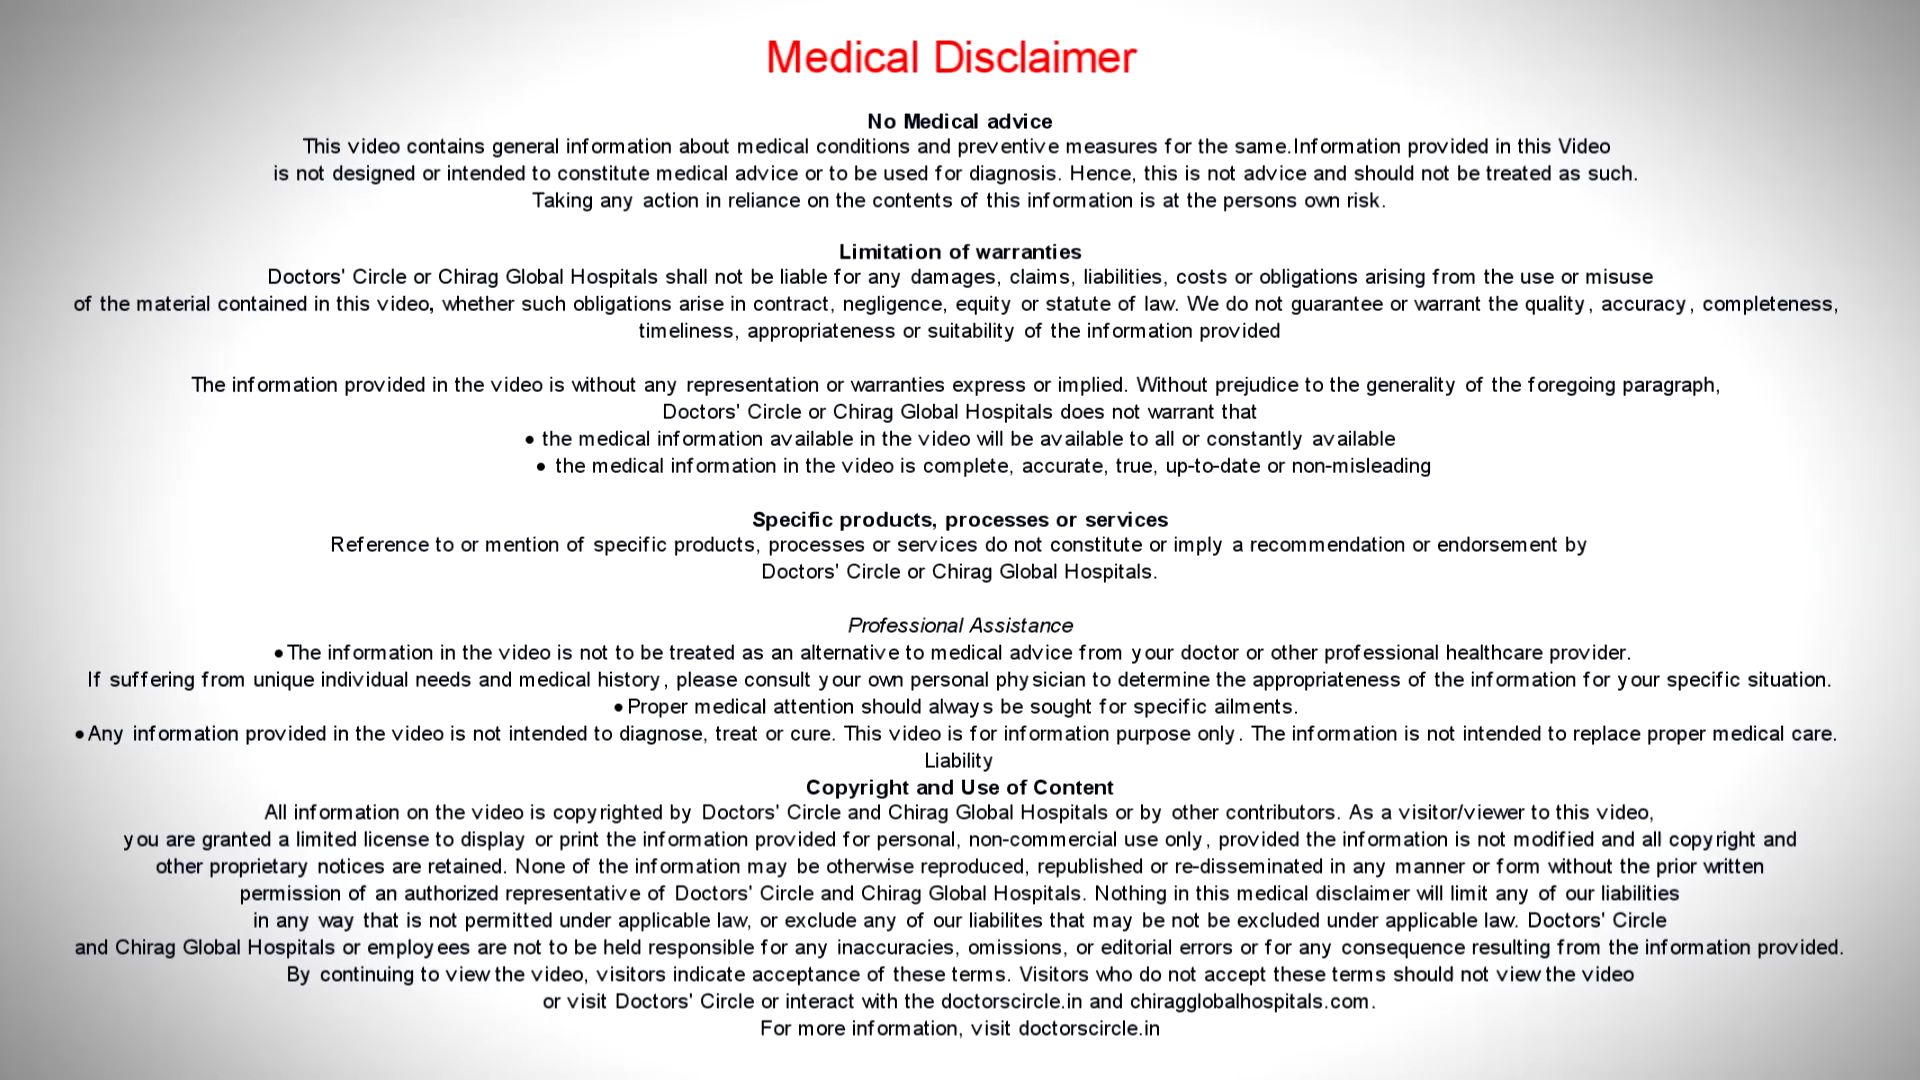 Medical Disclaimer
No Medical advice
This video contains general information about medical conditions and preventive measures for the same.Information provided in this Video
is not designed or intended to constitute medical advice or to be used for diagnosis. Hence, this is not advice and should not be treated as such.
Taking any action in reliance on the contents of this information is at the persons own risk.
Limitation of warranties
Doctors' Circle or Chirag Global Hospitals shall not be liable for any damages, claims, liabilities, costs or obligations arising from the use or misuse
of the material contained in this video, whether such obligations arise in contract, negligence, equity or statute of law. We do not guarantee or warrant the quality, accuracy, completeness,
timeliness, appropriateness or suitability of the information provided
The information provided in the video is without any representation or warranties express or implied. Without prejudice to the generality of the foregoing paragraph,
Doctors' Circle or Chirag Global Hospitals does not warrant that
• the medical information available in the video will be available to all or constantly available
• the medical information in the video is complete, accurate, true, up-to-date or non-misleading
Specific products, processes or services
Reference to or mention of specific products, processes or services do not constitute or imply a recommendation or endorsement by
Doctors' Circle or Chirag Global Hospitals.
Professional Assistance
•The information in the video is not to be treated as an alternative to medical advice from your doctor or other professional healthcare provider.
If suffering from unique individual needs and medical history, please consult your own personal physician to determine the appropriateness of the information for your specific situation.
•Proper medical attention should always be sought for specific ailments.
•Any information provided in the video is not intended to diagnose, treat or cure. This video is for information purpose only. The information is not intended to replace proper medical care.
Liability
Copyright and Use of Content
All information on the video is copyrighted by Doctors' Circle and Chirag Global Hospitals or by other contributors. As a visitor/viewer to this video,
you are granted a limited license to display or print the information provided for personal, non-commercial use only, provided the information is not modified and all copyright and
other proprietary notices are retained. None of the information may be otherwise reproduced, republished or re-disseminated in any manner or form without the prior written
permission of an authorized representative of Doctors' Circle and Chirag Global Hospitals. Nothing in this medical disclaimer will limit any of our liabilities
in any way that is not permitted under applicable law, or exclude any of our liabilites that may be not be excluded under applicable law. Doctors' Circle
and Chirag Global Hospitals or employees are not to be held responsible for any inaccuracies, omissions, or editorial errors or for any consequence resulting from the information provided.
By continuing to view the video, visitors indicate acceptance of these terms. Visitors who do not accept these terms should not view the video
or visit Doctors' Circle or interact with the doctorscircle.in and chiragglobalhospitals.com.
For more information, visit doctorscircle.in